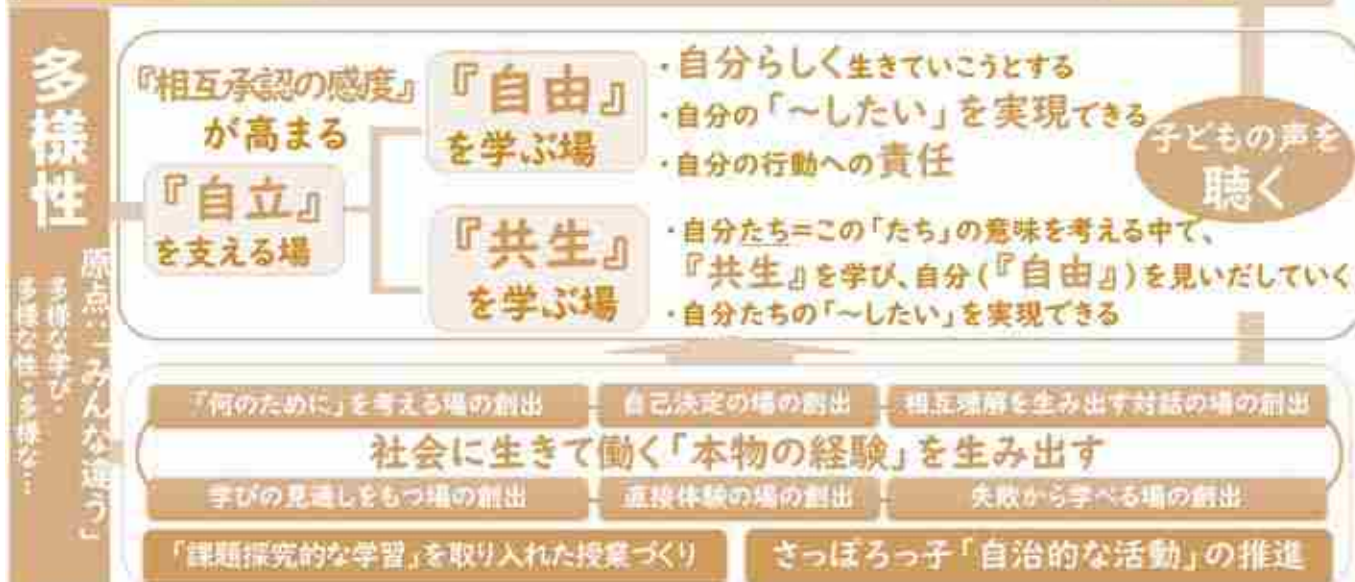 多様性
原点:「みんな違う」
多様な学び・
多様な性・多様な…
『相互承認の感度』
が高まる
『自立』
を支える場
『自由』
を学ぶ場
・自分らしく生きていこうとする
・自分の「～したい」を実現できる
・自分の行動への責任
『共生』
を学ぶ場
・自分たち=この「たち」の意味を考える中で、
『共生』を学び、自分(『自由』)を見いだしていく
・自分たちの「～したい」を実現できる
子どもの声を
聴く
「何のために」を考える場の創出
自己決定の場の創出
相互理解を生み出す対話の場の創出
社会に生きて働く「本物の経験」を生み出す
学びの見通しをもつ場の創出
直接体験の場の創出
失敗から学べる場の創出
「課題探究的な学習」を取り入れた授業づくり
さっぽろっ子「自治的な活動」の推進